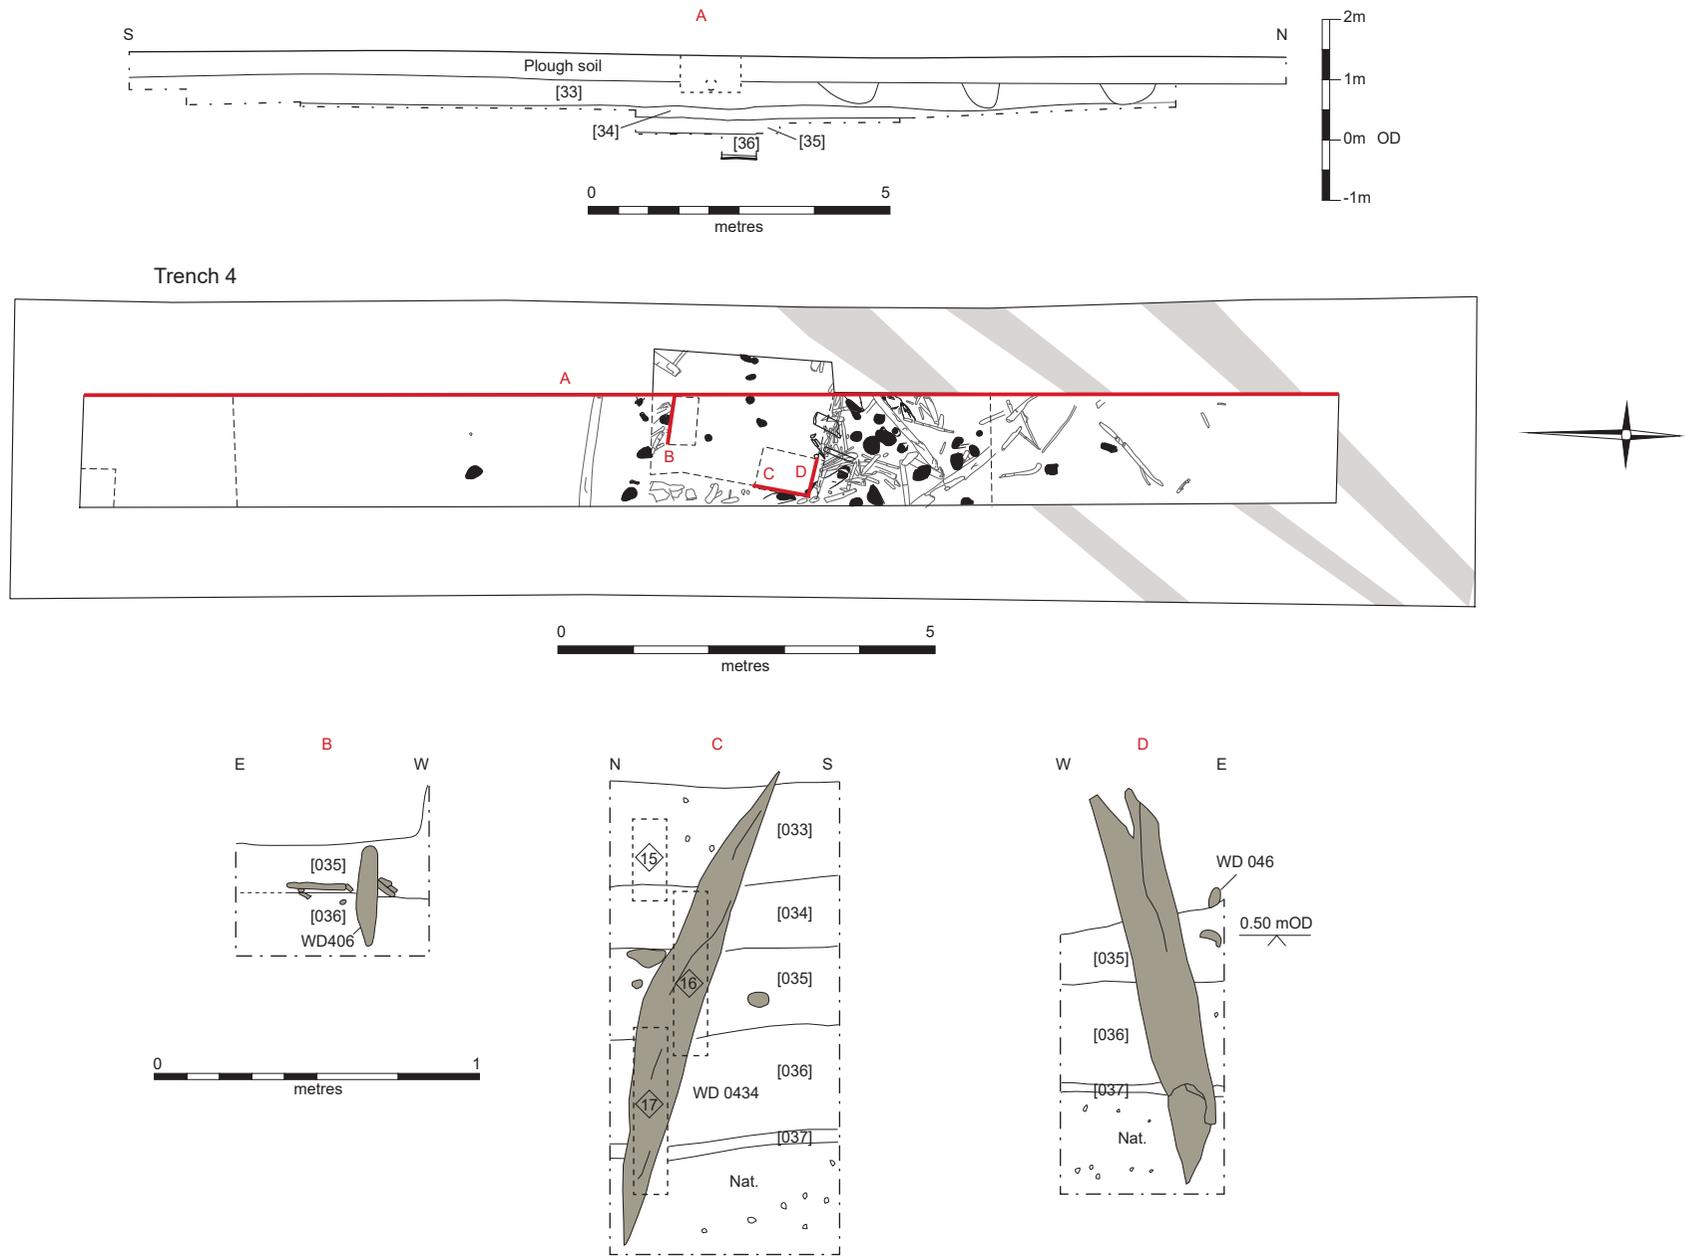 A
S
N
2m
Plough soil
1m
[33]
[34]
[35]
0m OD
[36]
-1m
0 5
metres
Trench 4
A
B
C D
0 5
metres
B
E W
[035]
[036]
WD406
0 1
metres
C
N S
[033]
15
[034]
[035]
16
[036]
WD 0434
17
[037]
Nat.
D
W E
WD 046
0.50 mOD
[035]
[036]
[037]
Nat.